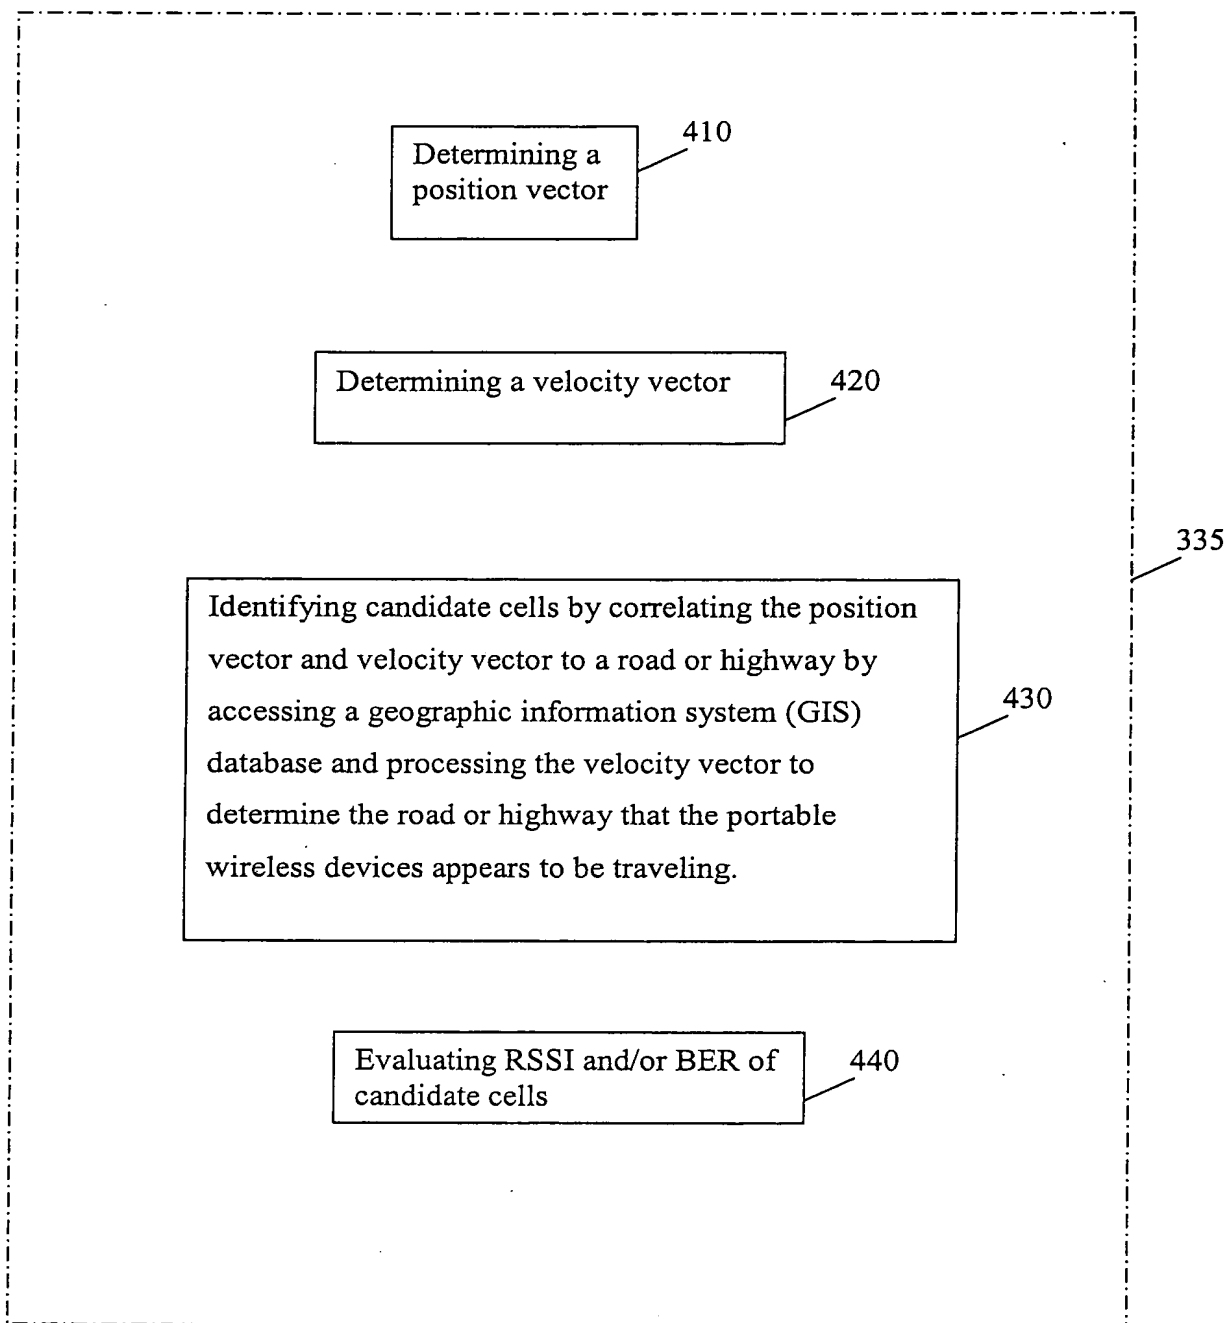 410
Determining a
position vector
Determining a velocity vector
420
335
Identifying candidate cells by correlating the position
vector and velocity vector to a road or highway by
accessing a geographic information system (GIS)
database and processing the velocity vector to
determine the road or highway that the portable
wireless devices appears to be traveling.
430
Evaluating RSSI and/or BER of
candidate cells
440